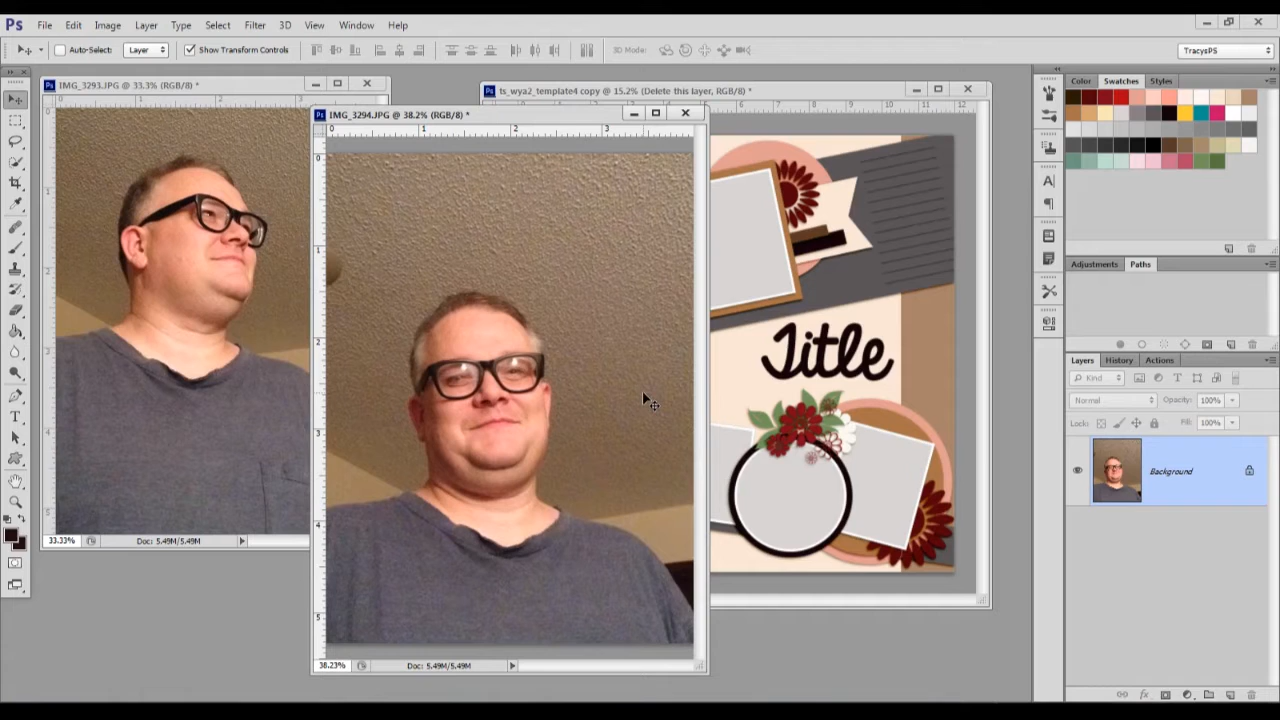 Ps File Edit Image Layer Type Select Filter 3D View Window Help
Auto-Select: Layer Show Transform Controls 3D Mode: TracysPS
IMG_3293.JPG @ 33.3% (RGB/8) *
ts_wya2_template4 copy @ 15.2% (Delete this layer, RGB/8) *
IMG_3294.JPG @ 38.2% (RGB/8) *
Color Swatches Styles
Title
Adjustments Paths
Layers History Actions
Kind
Normal Opacity: 100%
Lock: Fill: 100%
Background
33.33% Doc: 5.49M/5.49M
38.23% Doc: 5.49M/5.49M